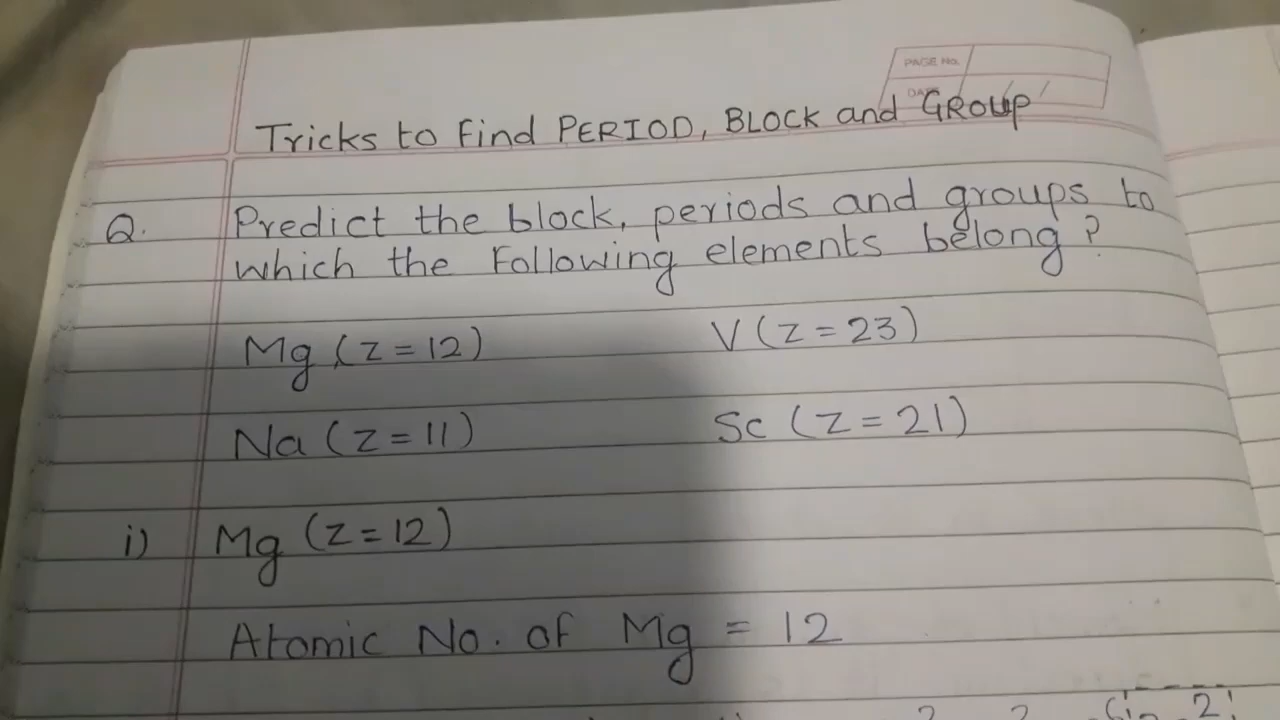 PAGE No.
Tricks to Find PERIOD, BLOCK and GROUP
Q. Predict the block, periods and groups to
which the Following elements belong?
Mg (Z=12) V (Z=23)
Na (Z=11) Sc (Z=21)
i) Mg (Z=12)
Atomic No. of Mg = 12